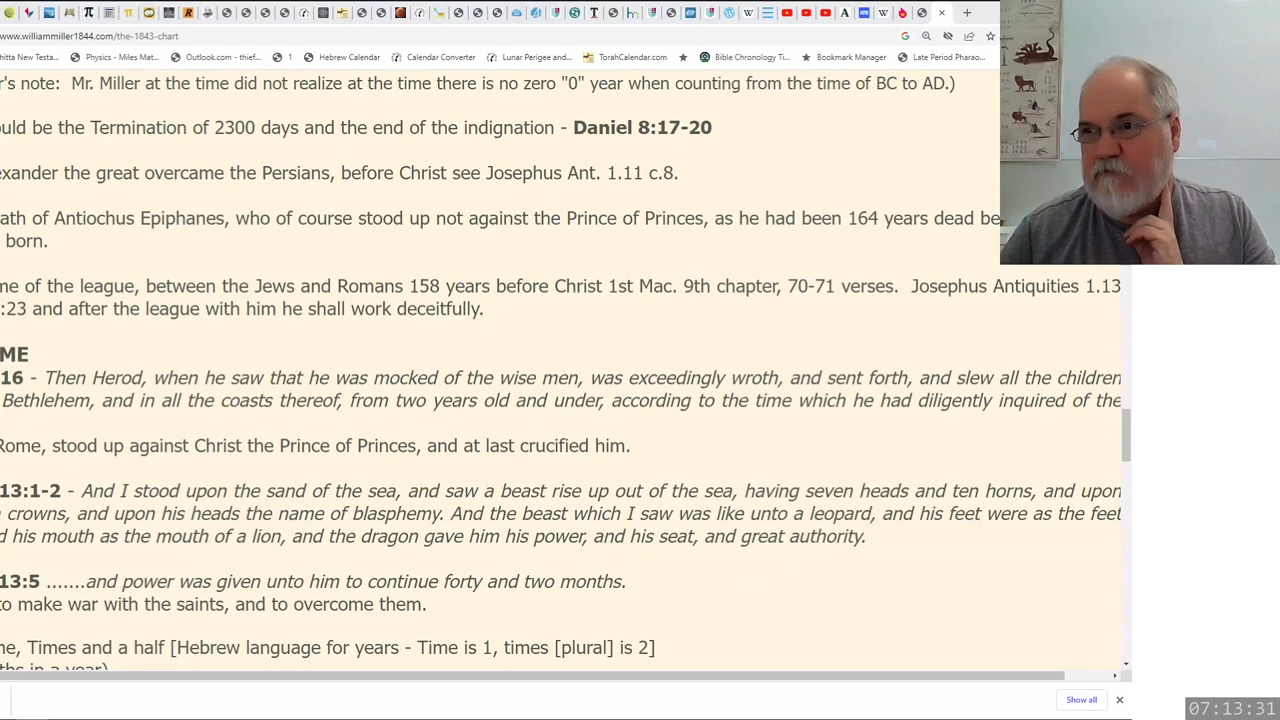 www.williammiller1844.com/the-1843-chart
hitta New Testa... Physics - Miles Mat... Outlook.com - thief... 1 Hebrew Calendar Calendar Converter Lunar Perigee and... TorahCalendar.com Bible Chronology Ti... Bookmark Manager Late Period Pharao...
r's note: Mr. Miller at the time did not realize at the time there is no zero "0" year when counting from the time of BC to AD.)
ould be the Termination of 2300 days and the end of the indignation - Daniel 8:17-20
exander the great overcame the Persians, before Christ see Josephus Ant. 1.11 c.8.
ath of Antiochus Epiphanes, who of course stood up not against the Prince of Princes, as he had been 164 years dead be
born.
me of the league, between the Jews and Romans 158 years before Christ 1st Mac. 9th chapter, 70-71 verses. Josephus Antiquities 1.13
:23 and after the league with him he shall work deceitfully.
ME
16 - Then Herod, when he saw that he was mocked of the wise men, was exceedingly wroth, and sent forth, and slew all the children
Bethlehem, and in all the coasts thereof, from two years old and under, according to the time which he had diligently inquired of the
Rome, stood up against Christ the Prince of Princes, and at last crucified him.
13:1-2 - And I stood upon the sand of the sea, and saw a beast rise up out of the sea, having seven heads and ten horns, and upon
crowns, and upon his heads the name of blasphemy. And the beast which I saw was like unto a leopard, and his feet were as the feet
d his mouth as the mouth of a lion, and the dragon gave him his power, and his seat, and great authority.
13:5 .......and power was given unto him to continue forty and two months.
to make war with the saints, and to overcome them.
me, Times and a half [Hebrew language for years - Time is 1, times [plural] is 2]
ths in a year)
Show all
07:13:31